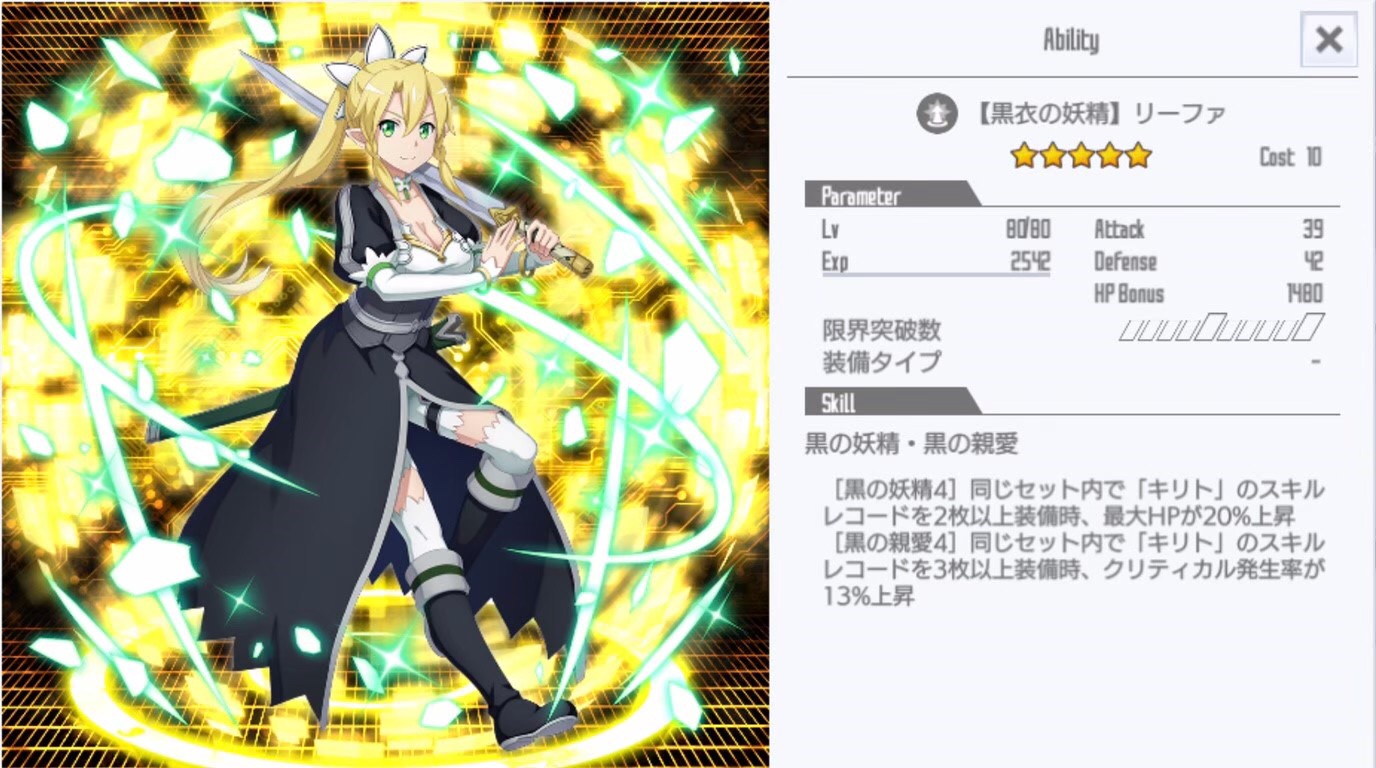 Ability
【黒衣の妖精】リーファ
Cost 10
Parameter
Lv 80/80 Attack 39
Exp 2542 Defense 42
HP Bonus 1480
限界突破数
装備タイプ -
Skill
黒の妖精・黒の親愛
［黒の妖精4］同じセット内で「キリト」のスキル
レコードを2枚以上装備時、最大HPが20%上昇
［黒の親愛4］同じセット内で「キリト」のスキル
レコードを3枚以上装備時、クリティカル発生率が
13%上昇